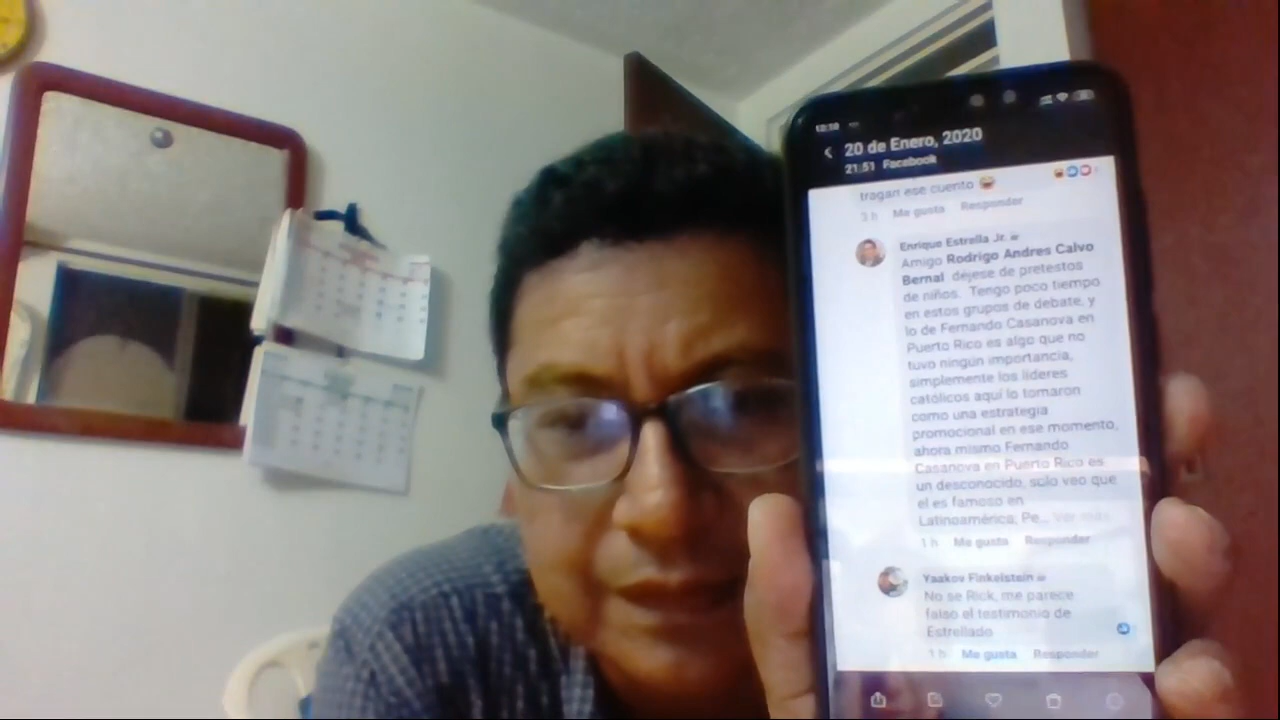 20 de Enero, 2020
21:51 Facebook
tragan ese cuento
3 h Me gusta Responder
Enrique Estrella Jr.
Amigo Rodrigo Andres Calvo
Bernal déjese de pretestos
de niños. Tengo poco tiempo
en estos grupos de debate, y
lo de Fernando Casanova en
Puerto Rico es algo que no
tuvo ningún importancia,
simplemente los líderes
católicos aquí lo tomaron
como una estrategia
promocional en ese momento,
ahora mismo Fernando
Casanova en Puerto Rico es
un desconocido, solo veo que
el es famoso en
Latinoamérica, Pe... Ver más
1 h Me gusta Responder
Yaakov Finkelstein
No se Rick, me parece
falso el testimonio de
Estrellado
1 h Me gusta Responder